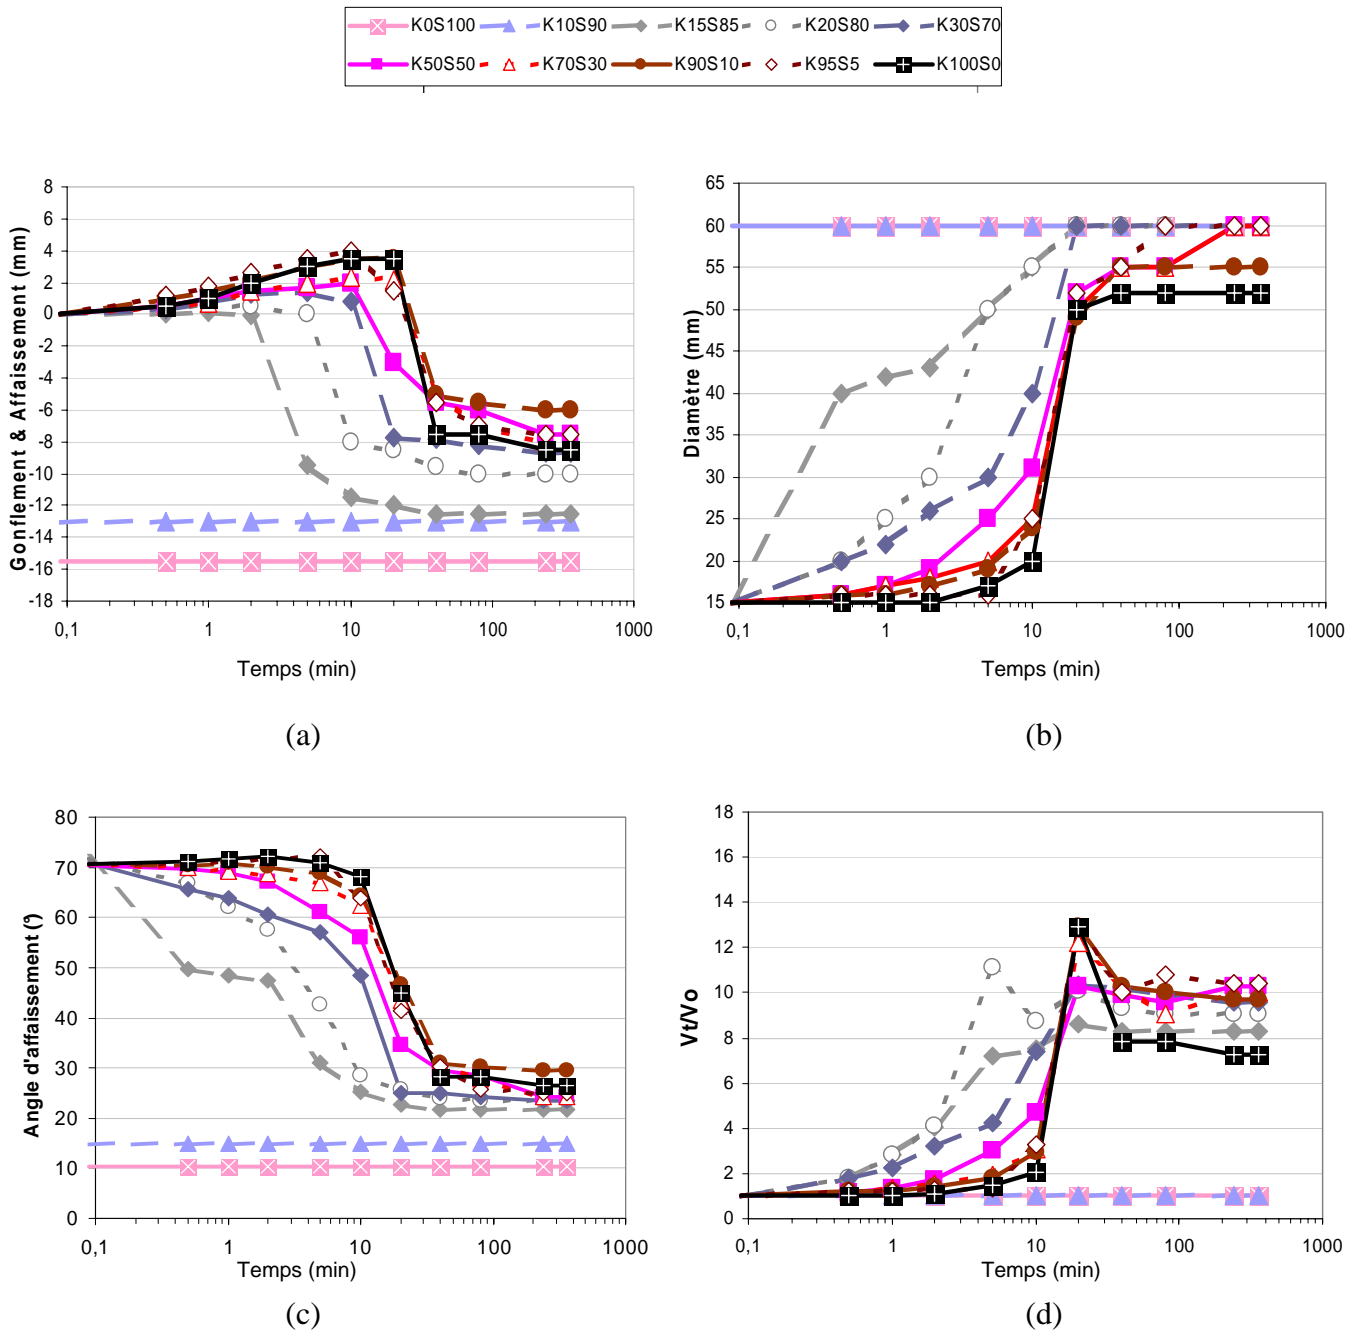 K0S100 K10S90 K15S85 K20S80 K30S70
K50S50 K70S30 K90S10 K95S5 K100S0
Gonflement & Affaissement (mm)
8
6
4
2
0
-2
-4
-6
-8
-10
-12
-14
-16
-18
0,1 1 10 100 1000
Temps (min)
(a)
Diamètre (mm)
65
60
55
50
45
40
35
30
25
20
15
0,1 1 10 100 1000
Temps (min)
(b)
Angle d'affaissement (°)
80
70
60
50
40
30
20
10
0
0,1 1 10 100 1000
Temps (min)
(c)
Vt/Vo
18
16
14
12
10
8
6
4
2
0
0,1 1 10 100 1000
Temps (min)
(d)